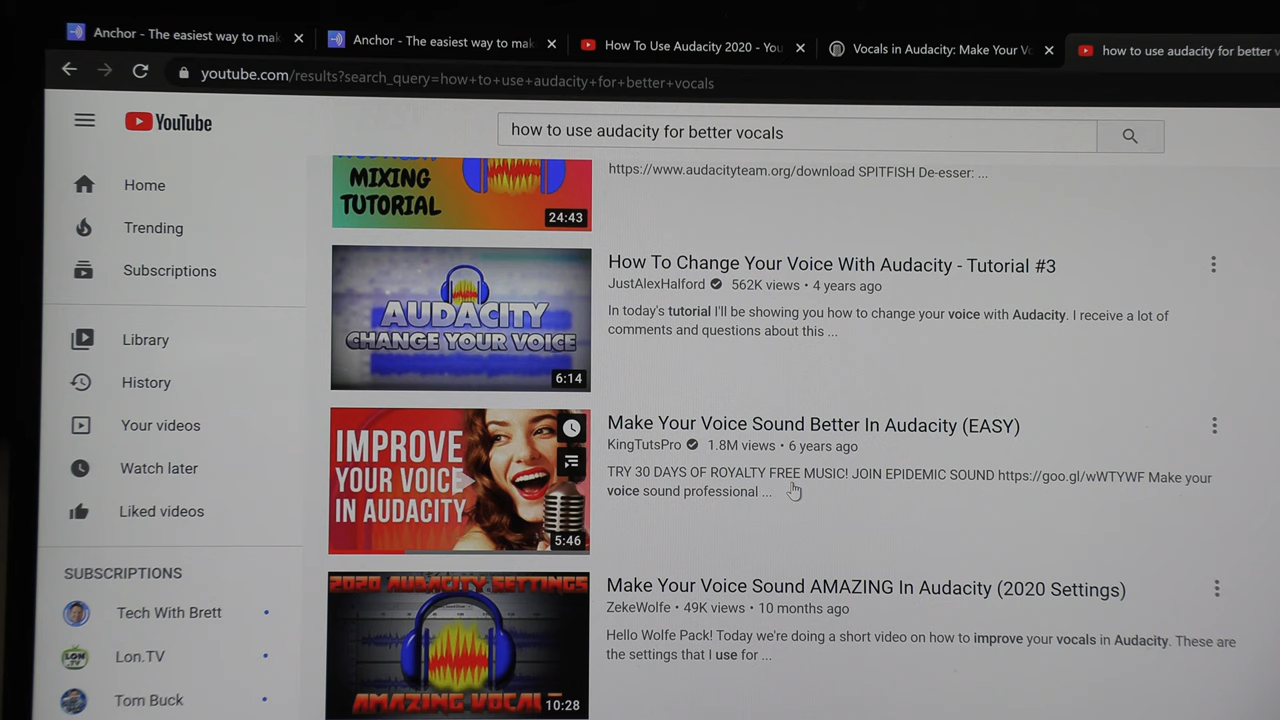 Anchor - The easiest way to mak
Anchor - The easiest way to mak
How To Use Audacity 2020 - You
Vocals in Audacity: Make Your Vo
how to use audacity for better v
youtube.com/results?search_query=how+to+use+audacity+for+better+vocals
YouTube
how to use audacity for better vocals
Home
Trending
Subscriptions
Library
History
Your videos
Watch later
Liked videos
SUBSCRIPTIONS
Tech With Brett
LON.TV
Lon.TV
Tom Buck
MIXING
TUTORIAL
24:43
https://www.audacityteam.org/download SPITFISH De-esser: ...
AUDACITY
CHANGE YOUR VOICE
6:14
How To Change Your Voice With Audacity - Tutorial #3
JustAlexHalford 562K views • 4 years ago
In today's tutorial I'll be showing you how to change your voice with Audacity. I receive a lot of
comments and questions about this ...
IMPROVE
YOUR VOICE
IN AUDACITY
5:46
Make Your Voice Sound Better In Audacity (EASY)
KingTutsPro 1.8M views • 6 years ago
TRY 30 DAYS OF ROYALTY FREE MUSIC! JOIN EPIDEMIC SOUND https://goo.gl/wWTYWF Make your
voice sound professional ...
2020 AUDACITY SETTINGS
AMAZING VOCAL
10:28
Make Your Voice Sound AMAZING In Audacity (2020 Settings)
ZekeWolfe • 49K views • 10 months ago
Hello Wolfe Pack! Today we're doing a short video on how to improve your vocals in Audacity. These are
the settings that I use for ...